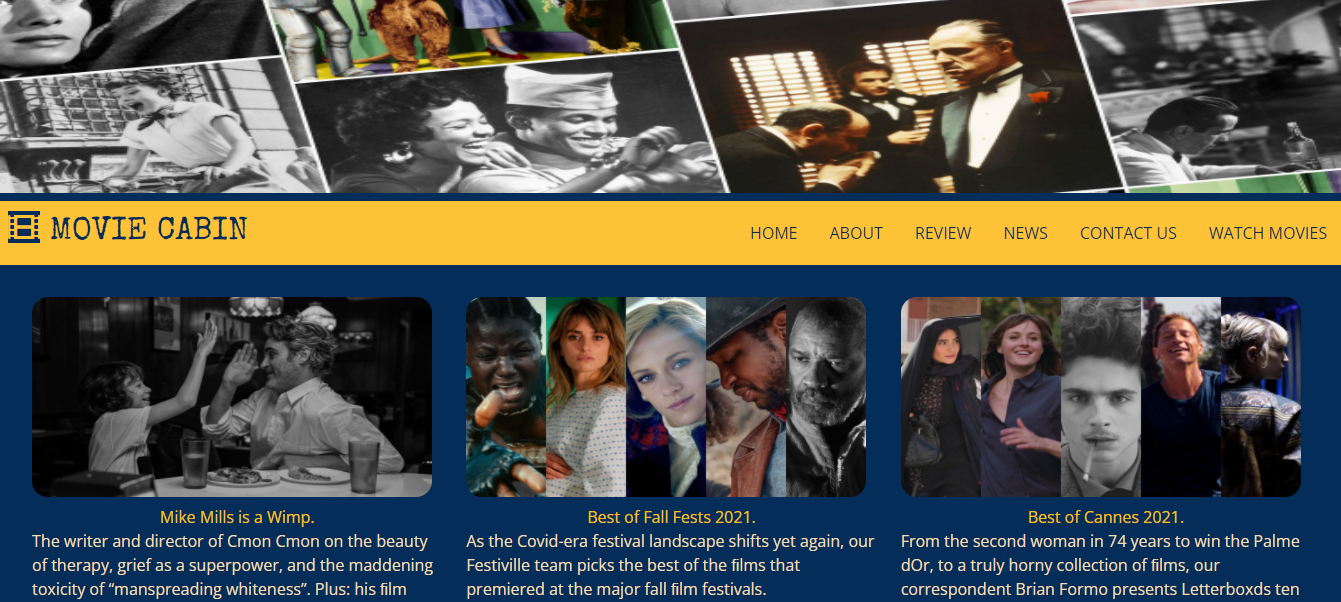 MOVIE CABIN
HOME ABOUT REVIEW NEWS CONTACT US WATCH MOVIES
Mike Mills is a Wimp.
The writer and director of Cmon Cmon on the beauty
of therapy, grief as a superpower, and the maddening
toxicity of “manspreading whiteness”. Plus: his film
Best of Fall Fests 2021.
As the Covid-era festival landscape shifts yet again, our
Festiville team picks the best of the films that
premiered at the major fall film festivals.
Best of Cannes 2021.
From the second woman in 74 years to win the Palme
dOr, to a truly horny collection of films, our
correspondent Brian Formo presents Letterboxds ten